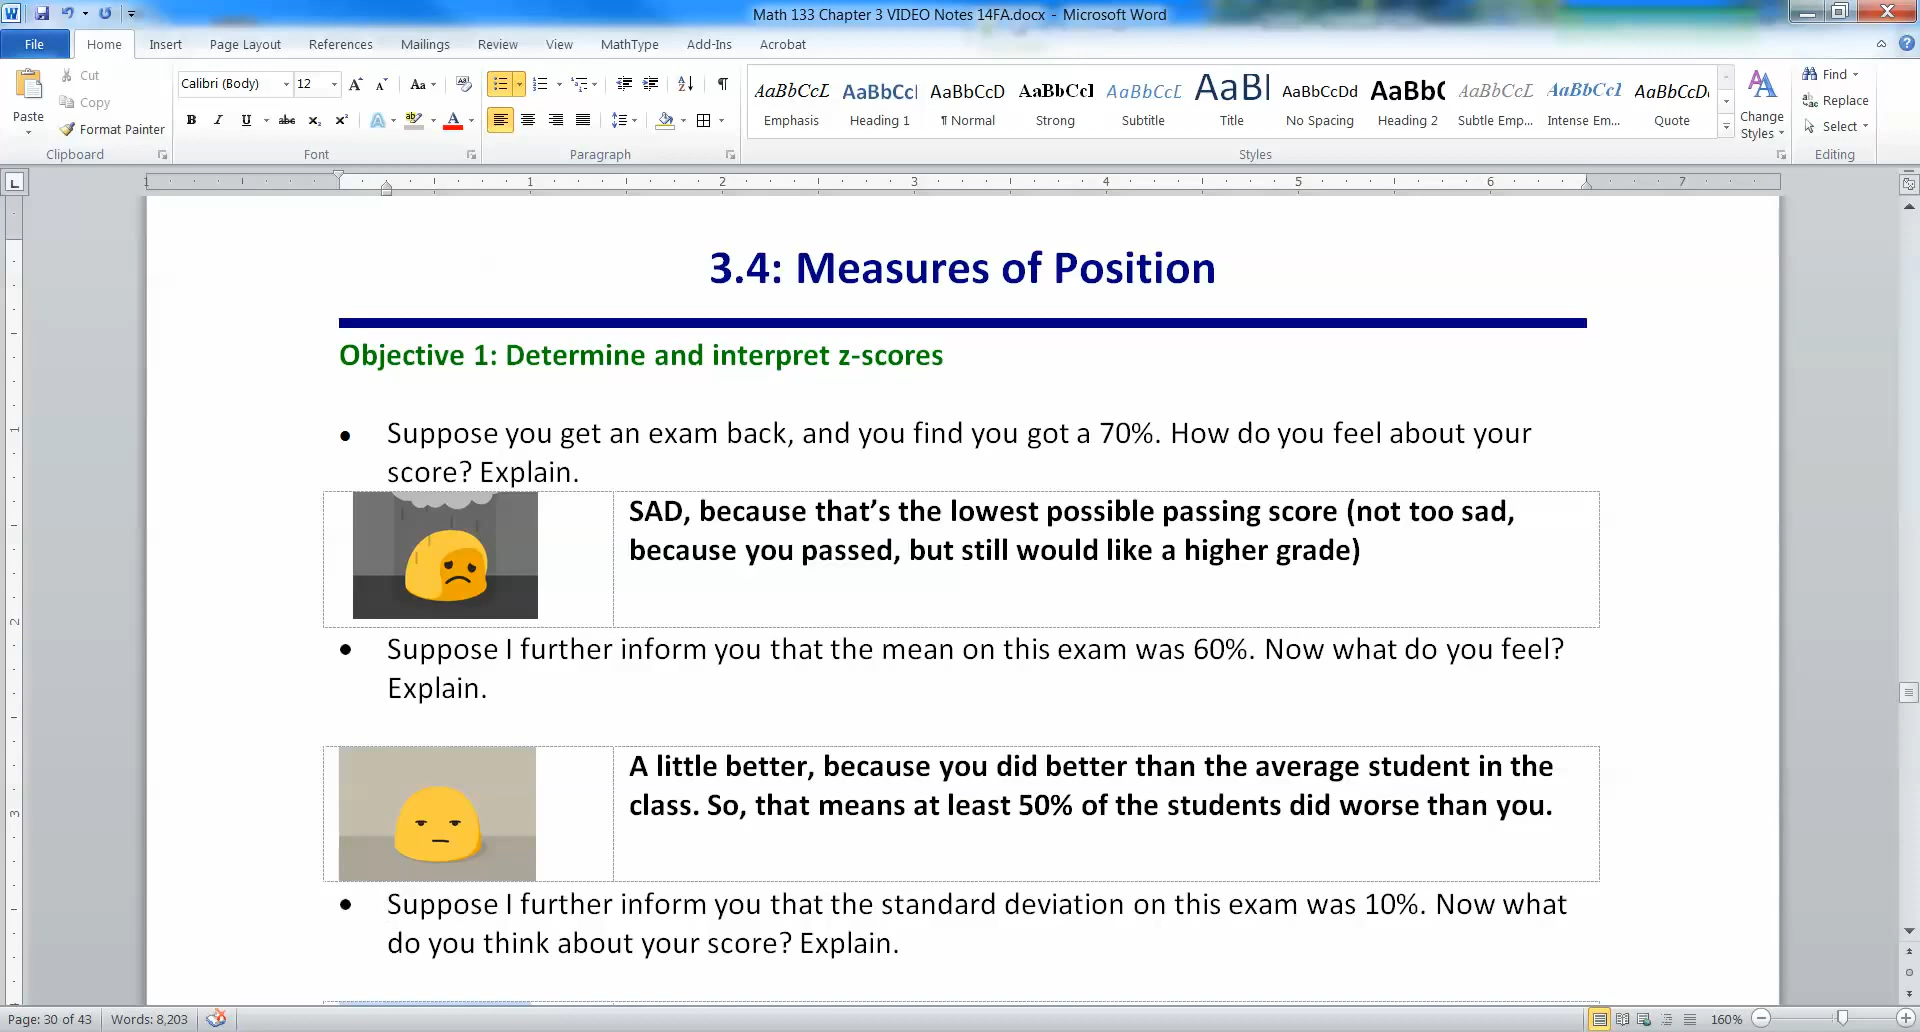 Math 133 Chapter 3 VIDEO Notes 14FA.docx - Microsoft Word
File Home Insert Page Layout References Mailings Review View MathType Add-Ins Acrobat
Paste
Cut
Copy
Format Painter
Clipboard
Calibri (Body) 12
Font
Paragraph
AaBbCcL AaBbCcI AaBbCcD AaBbCcI AaBbCcL AaBI AaBbCcDd AaBbC AaBbCcL AaBbCcI AaBbCcD
Emphasis Heading 1 ¶ Normal Strong Subtitle Title No Spacing Heading 2 Subtle Emp... Intense Em... Quote
Styles
Change
Styles
Find
Replace
Select
Editing
1 1 2 3 4 5 6 7
3.4: Measures of Position
Objective 1: Determine and interpret z-scores
• Suppose you get an exam back, and you find you got a 70%. How do you feel about your
score? Explain.
SAD, because that’s the lowest possible passing score (not too sad,
because you passed, but still would like a higher grade)
• Suppose I further inform you that the mean on this exam was 60%. Now what do you feel?
Explain.
A little better, because you did better than the average student in the
class. So, that means at least 50% of the students did worse than you.
• Suppose I further inform you that the standard deviation on this exam was 10%. Now what
do you think about your score? Explain.
Page: 30 of 43 Words: 8,203 160%